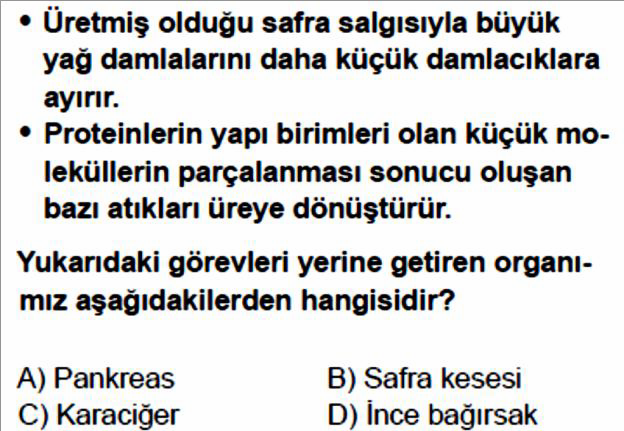 • Üretmiş olduğu safra salgısıyla büyük
yağ damlalarını daha küçük damlacıklara
ayırır.
• Proteinlerin yapı birimleri olan küçük mo-
leküllerin parçalanması sonucu oluşan
bazı atıkları üreye dönüştürür.
Yukarıdaki görevleri yerine getiren organı-
mız aşağıdakilerden hangisidir?
A) Pankreas B) Safra kesesi
C) Karaciğer D) İnce bağırsak